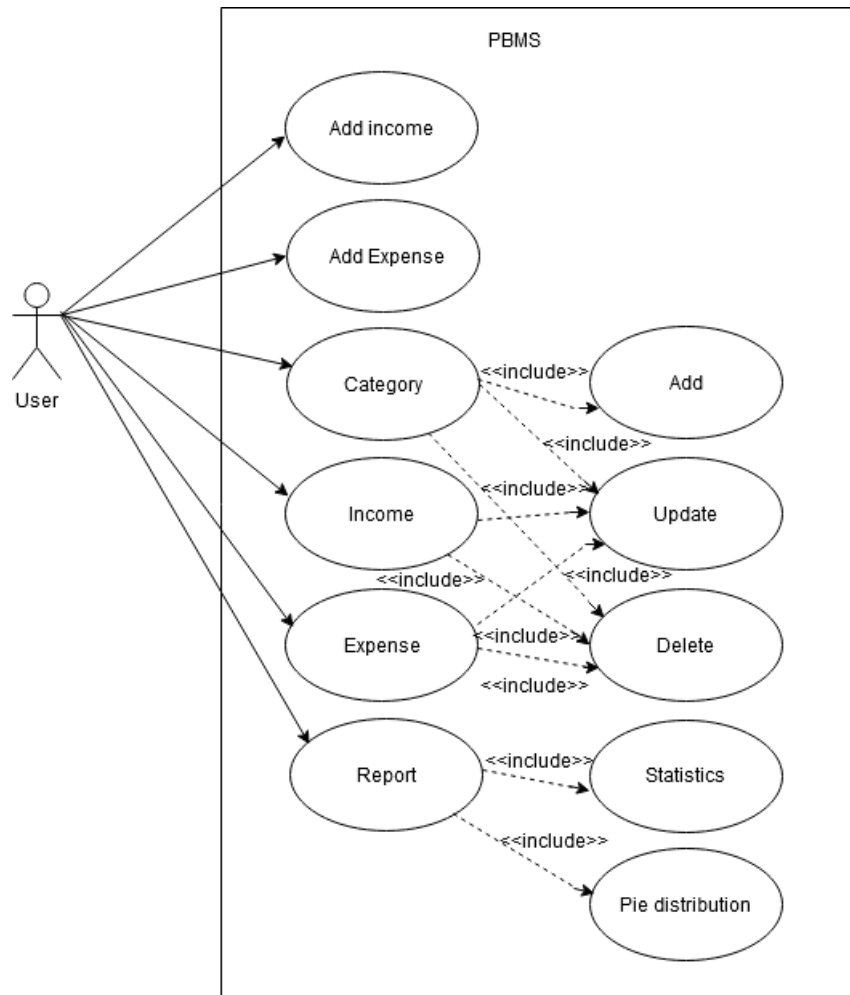 PBMS
Add income
Add Expense
User
Category
<<include>>
Add
<<include>>
Income
<<include>>
Update
<<include>>
<<include>>
Expense
<<include>>
Delete
<<include>>
Report
<<include>>
Statistics
<<include>>
Pie distribution